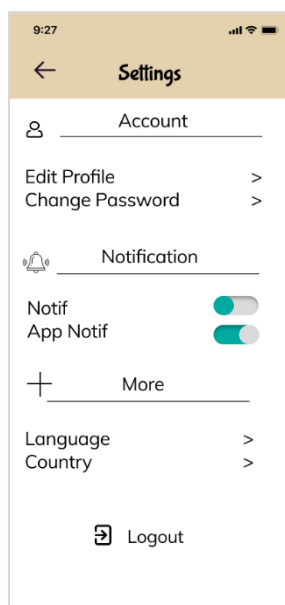 9:27
Settings
Account
Edit Profile >
Change Password >
Notification
Notif
App Notif
More
Language >
Country >
Logout